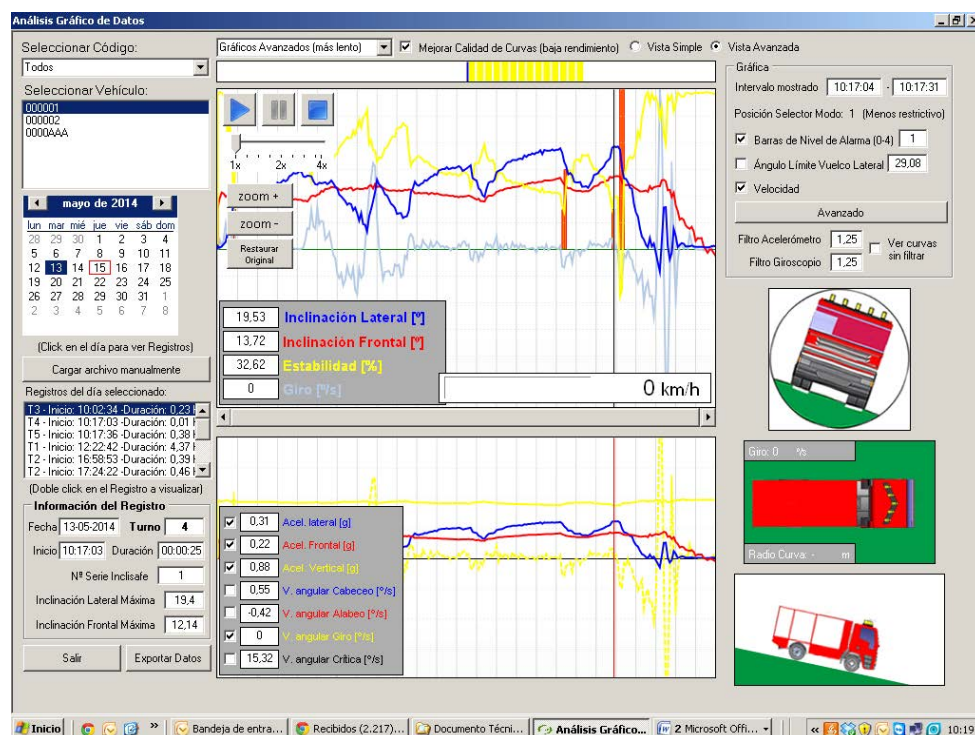 Análisis Gráfico de Datos
Seleccionar Código:
Todos
Seleccionar Vehículo:
000001
000002
0000AAA
mayo de 2014
lun mar mié jue vie sáb dom
28 29 30 1 2 3 4
5 6 7 8 9 10 11
12 13 14 15 16 17 18
19 20 21 22 23 24 25
26 27 28 29 30 31 1
2 3 4 5 6 7 8
(Click en el día para ver Registros)
Cargar archivo manualmente
Registros del día seleccionado:
T3 - Inicio: 10:02:34 -Duración: 0,23
T4 - Inicio: 10:17:03 -Duración: 0,01
T5 - Inicio: 10:17:36 -Duración: 0,38
T1 - Inicio: 12:22:42 -Duración: 4,37
T2 - Inicio: 16:58:53 -Duración: 0,39
T2 - Inicio: 17:24:22 -Duración: 0,46
(Doble click en el Registro a visualizar)
Información del Registro
Fecha 13-05-2014 Turno 4
Inicio 10:17:03 Duración 00:00:25
Nº Serie Inclisafe 1
Inclinación Lateral Máxima 19,4
Inclinación Frontal Máxima 12,14
Salir
Exportar Datos
Gráficos Avanzados (más lento)
Mejorar Calidad de Curvas (baja rendimiento)
Vista Simple
Vista Avanzada
1x 2x 4x
zoom +
zoom -
Restaurar
Original
19,53 Inclinación Lateral [º]
13,72 Inclinación Frontal [º]
32,62 Estabilidad [%]
0 Giro [º/s]
0 km/h
0,31 Acel. lateral [g]
0,22 Acel. Frontal [g]
0,88 Acel. Vertical [g]
0,55 V. angular Cabeceo [º/s]
-0,42 V. angular Alabeo [º/s]
0 V. angular Giro [º/s]
15,32 V. angular Crítica [º/s]
Gráfica
Intervalo mostrado 10:17:04 - 10:17:31
Posición Selector Modo: 1 (Menos restrictivo)
Barras de Nivel de Alarma (0-4) 1
Ángulo Límite Vuelco Lateral 29,08
Velocidad
Avanzado
Filtro Acelerómetro 1,25
Filtro Giroscopio 1,25
Ver curvas
sin filtrar
Giro: 0 º/s
Radio Curva: - m
Inicio
Bandeja de entra...
Recibidos (2.217)...
Documento Técni...
Análisis Gráfico...
2 Microsoft Offi...
10:19